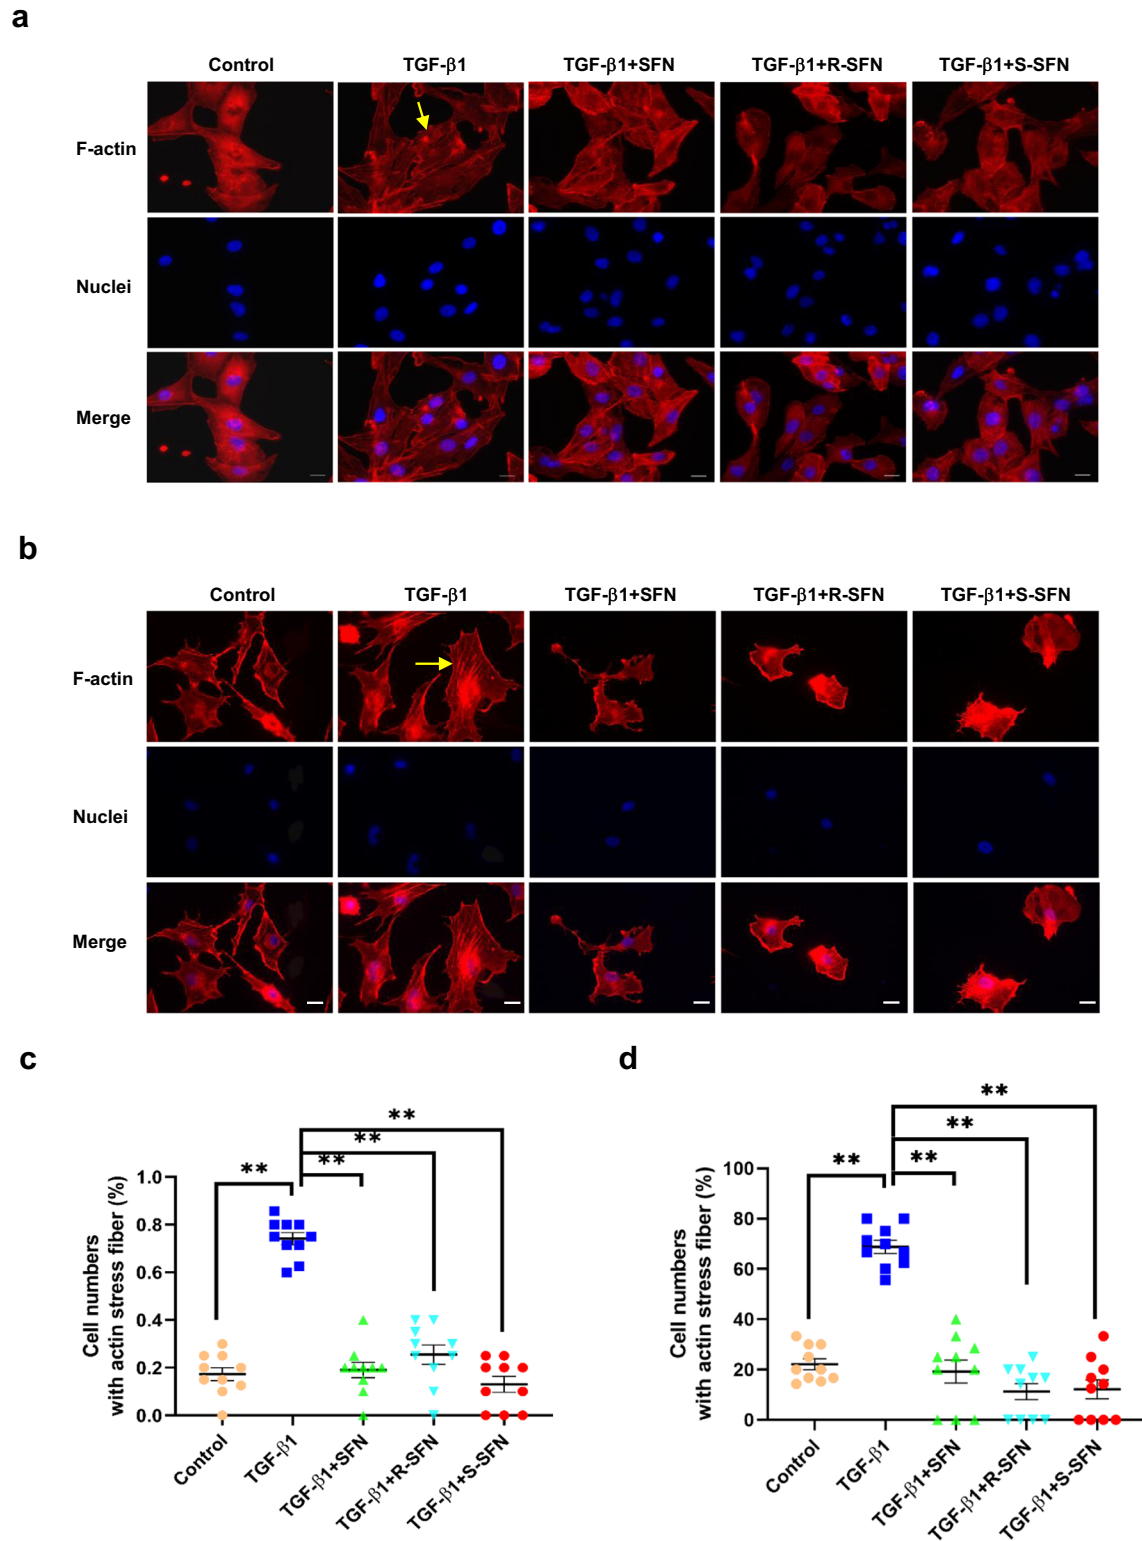 a
Control
TGF-β1
TGF-β1+SFN
TGF-β1+R-SFN
TGF-β1+S-SFN
F-actin
Nuclei
Merge
b
Control
TGF-β1
TGF-β1+SFN
TGF-β1+R-SFN
TGF-β1+S-SFN
F-actin
Nuclei
Merge
c
Cell numbers
with actin stress fiber (%)
1.0
0.8
0.6
0.4
0.2
0.0
**
**
**
**
Control
TGF-β1
TGF-β1+SFN
TGF-β1+R-SFN
TGF-β1+S-SFN
d
Cell numbers
with actin stress fiber (%)
100
80
60
40
20
0
**
**
**
**
Control
TGF-β1
TGF-β1+SFN
TGF-β1+R-SFN
TGF-β1+S-SFN